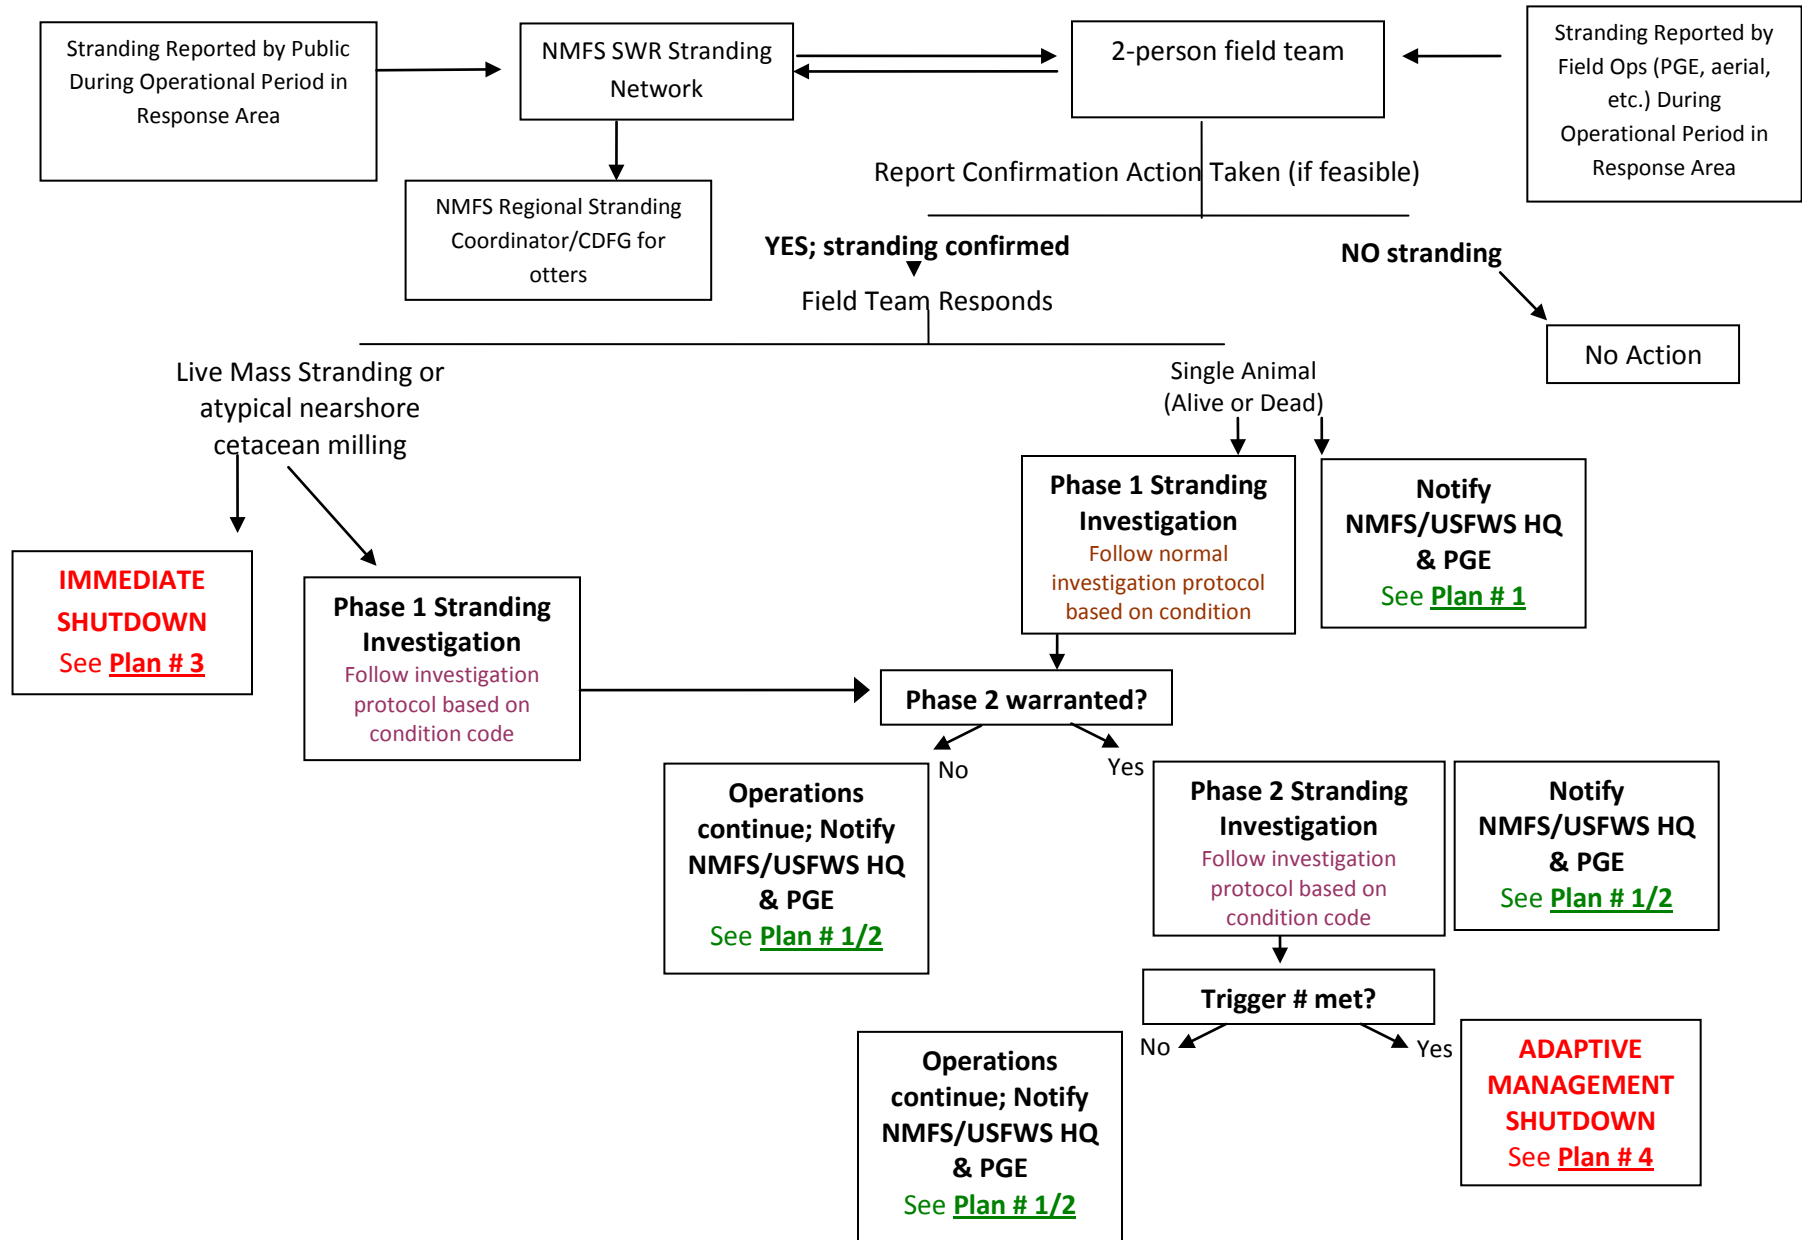 Stranding Reported by Public
During Operational Period in
Response Area
NMFS SWR Stranding
Network
2-person field team
Stranding Reported by
Field Ops (PGE, aerial,
etc.) During
Operational Period in
Response Area
NMFS Regional Stranding
Coordinator/CDFG for
otters
Report Confirmation Action Taken (if feasible)
YES; stranding confirmed
NO stranding
Field Team Responds
No Action
Live Mass Stranding or
atypical nearshore
cetacean milling
Single Animal
(Alive or Dead)
IMMEDIATE
SHUTDOWN
See Plan # 3
Phase 1 Stranding
Investigation
Follow investigation
protocol based on
condition code
Phase 1 Stranding
Investigation
Follow normal
investigation protocol
based on condition
Notify
NMFS/USFWS HQ
& PGE
See Plan # 1
Phase 2 warranted?
No
Yes
Operations
continue; Notify
NMFS/USFWS HQ
& PGE
See Plan # 1/2
Phase 2 Stranding
Investigation
Follow investigation
protocol based on
condition code
Notify
NMFS/USFWS HQ
& PGE
See Plan # 1/2
Trigger # met?
No
Yes
Operations
continue; Notify
NMFS/USFWS HQ
& PGE
See Plan # 1/2
ADAPTIVE
MANAGEMENT
SHUTDOWN
See Plan # 4